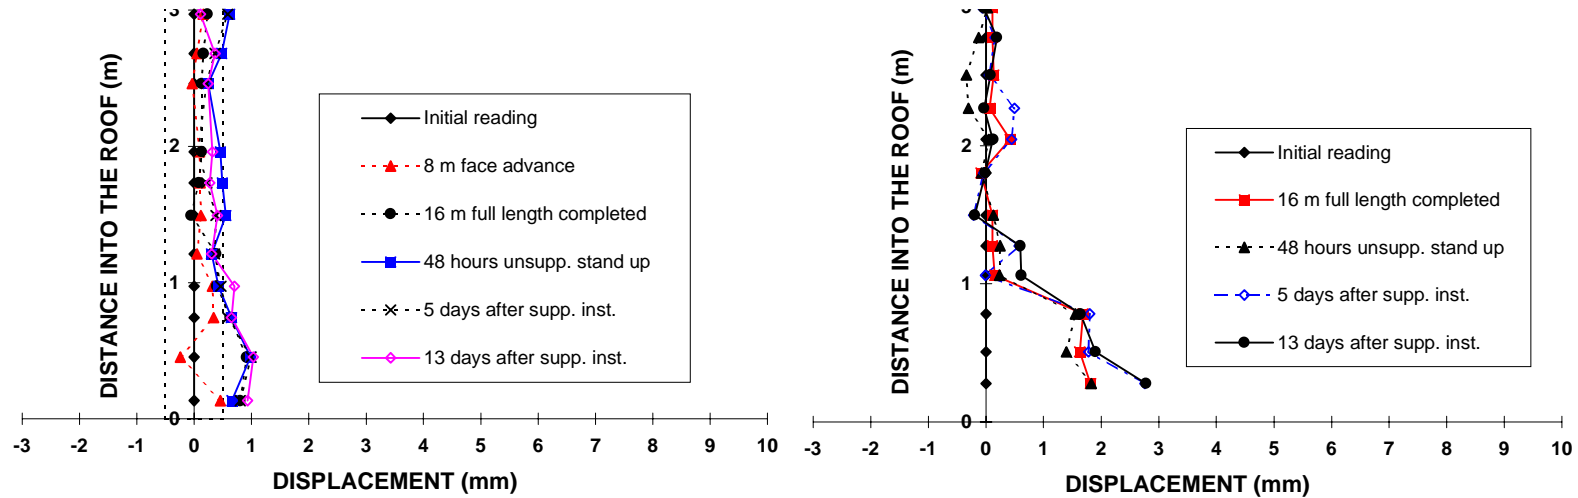 3
2
1
0
DISTANCE INTO THE ROOF (m)
Initial reading
8 m face advance
16 m full length completed
48 hours unsupp. stand up
5 days after supp. inst.
13 days after supp. inst.
-3 -2 -1 0 1 2 3 4 5 6 7 8 9 10
DISPLACEMENT (mm)
3
2
1
0
DISTANCE INTO THE ROOF (m)
Initial reading
16 m full length completed
48 hours unsupp. stand up
5 days after supp. inst.
13 days after supp. inst.
-3 -2 -1 0 1 2 3 4 5 6 7 8 9 10
DISPLACEMENT (mm)